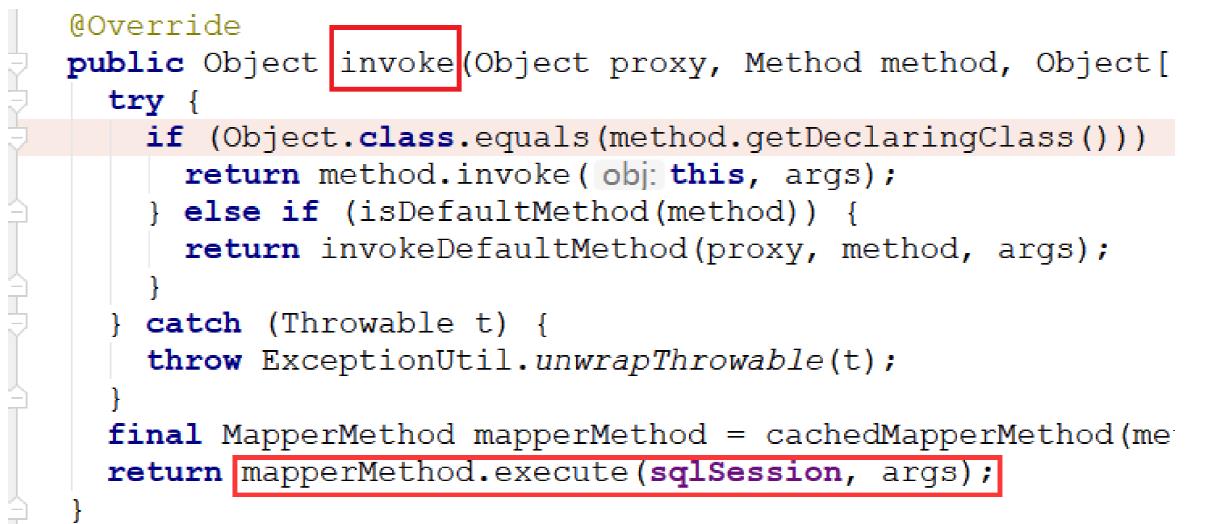 @Override
public Object invoke(Object proxy, Method method, Object[
try {
if (Object.class.equals(method.getDeclaringClass()))
return method.invoke( obj: this, args);
} else if (isDefaultMethod(method)) {
return invokeDefaultMethod(proxy, method, args);
}
} catch (Throwable t) {
throw ExceptionUtil.unwrapThrowable(t);
}
final MapperMethod mapperMethod = cachedMapperMethod(me
return mapperMethod.execute(sqlSession, args);
}